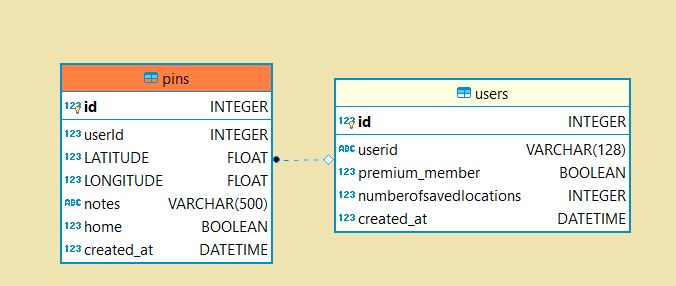 pins
123 id INTEGER
123 userId INTEGER
123 LATITUDE FLOAT
123 LONGITUDE FLOAT
ABC notes VARCHAR(500)
123 home BOOLEAN
123 created_at DATETIME
users
123 id INTEGER
ABC userid VARCHAR(128)
123 premium_member BOOLEAN
123 numberofsavedlocations INTEGER
123 created_at DATETIME